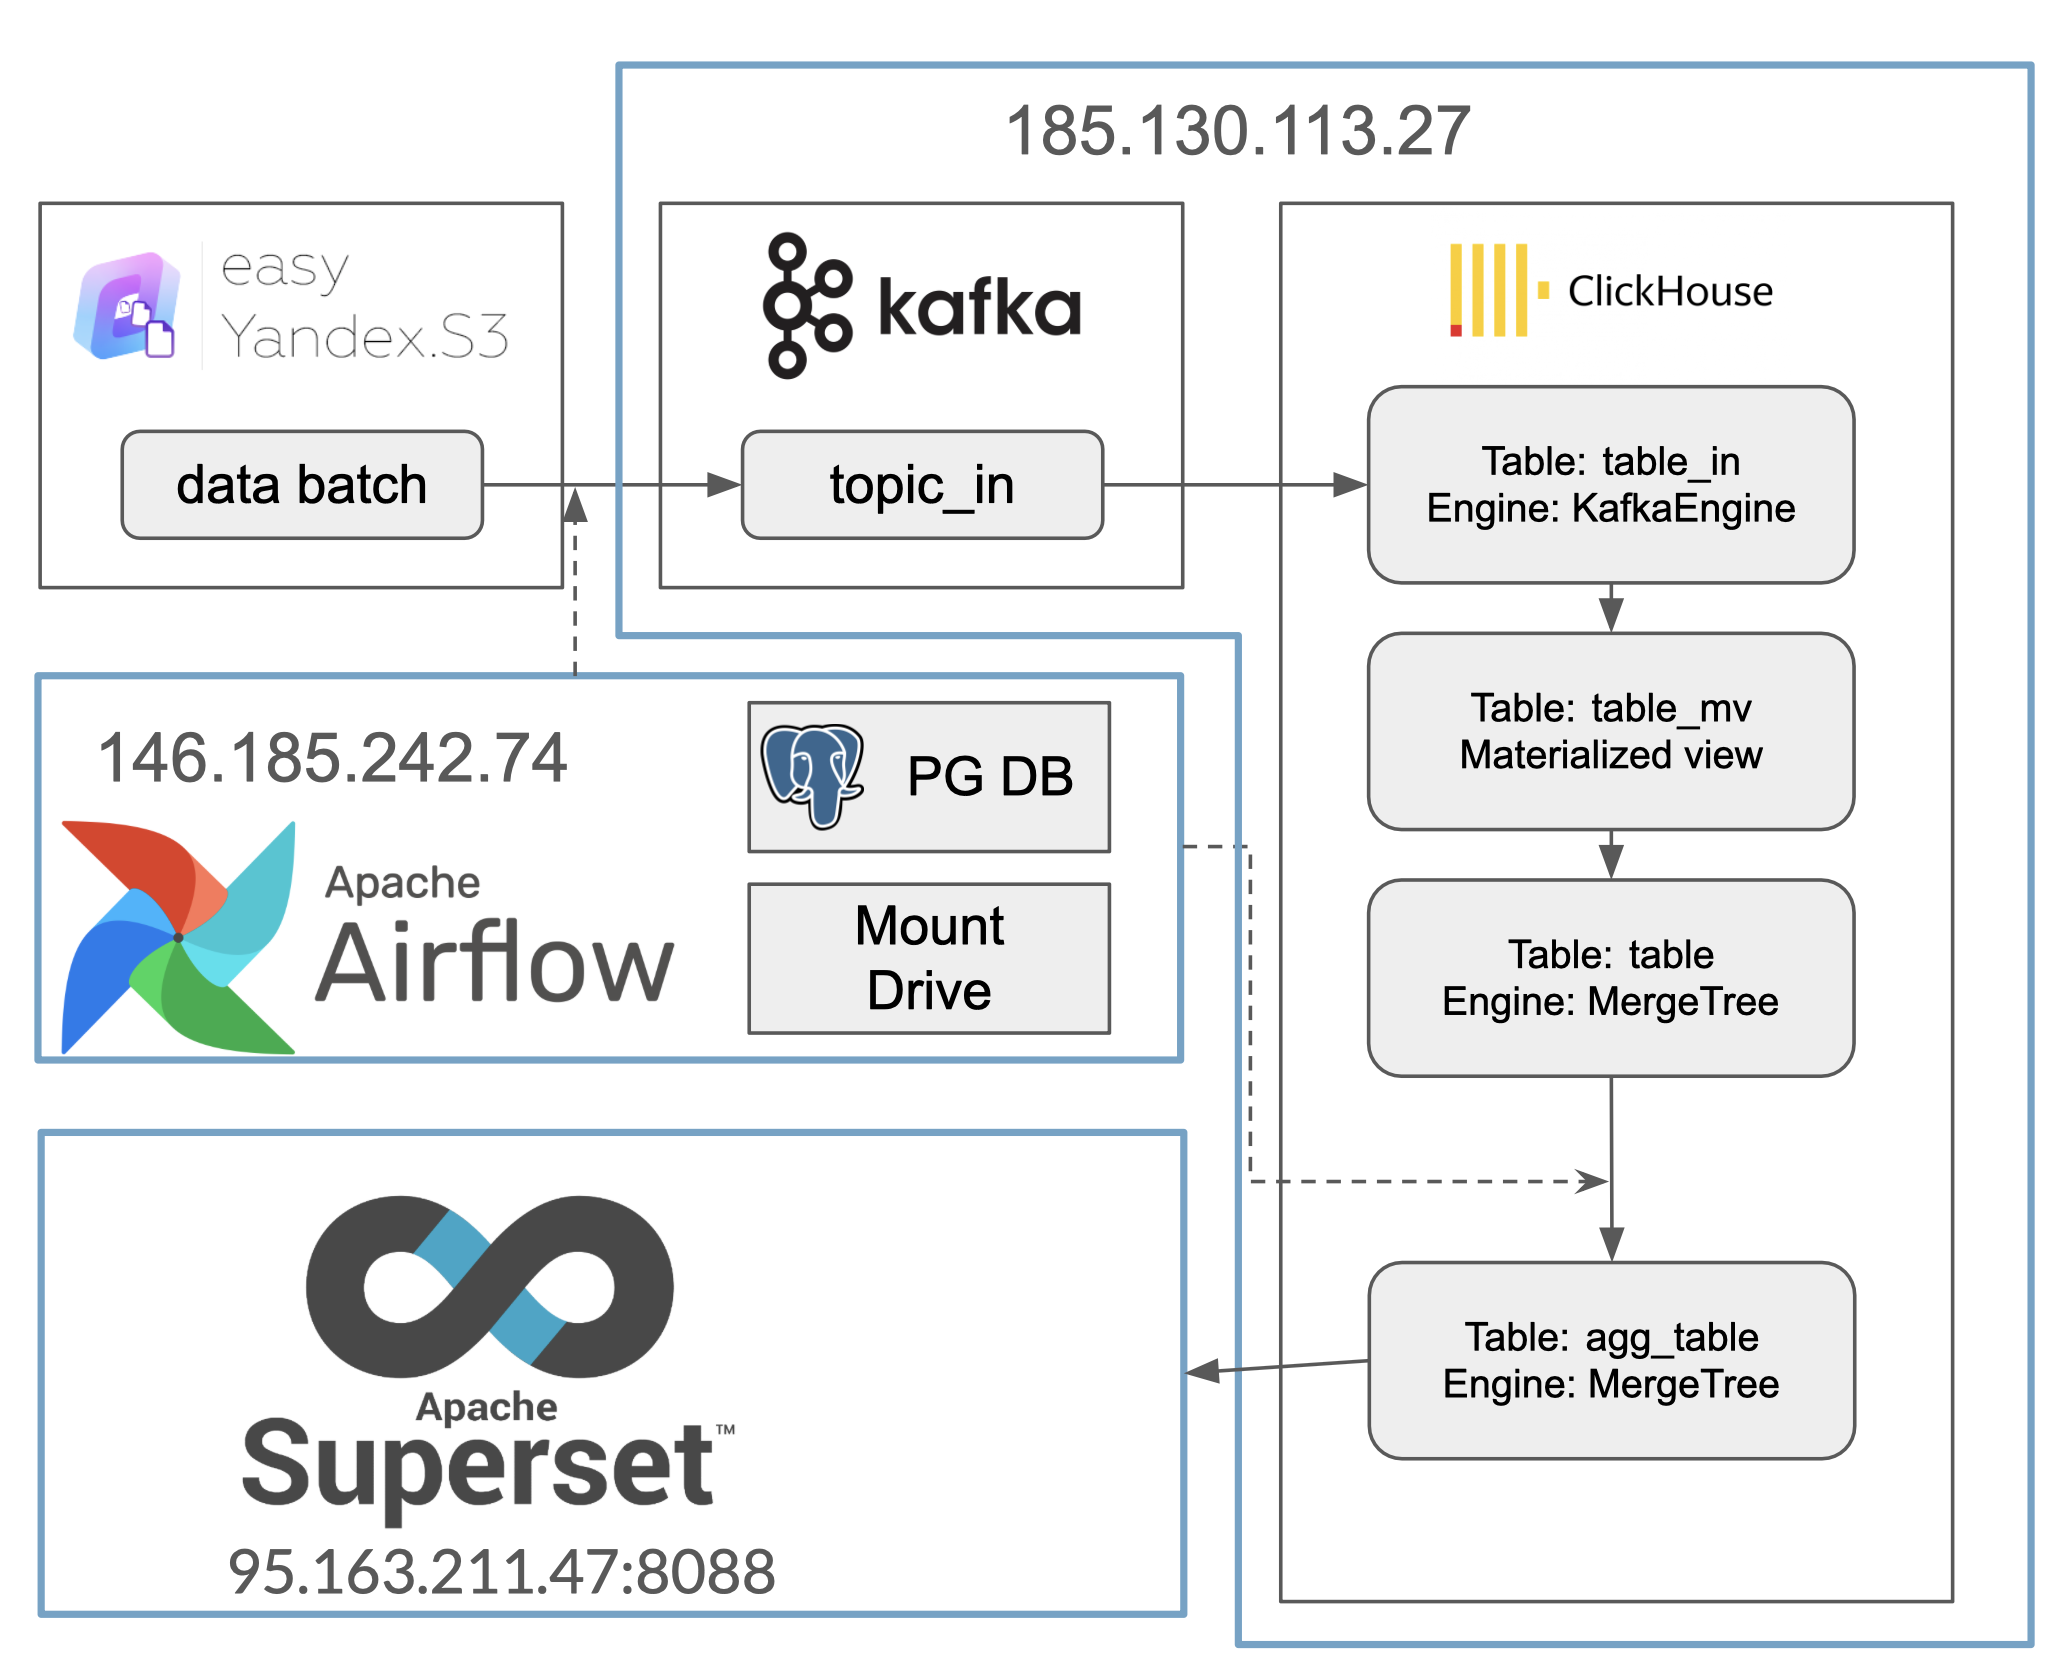 185.130.113.27
easy
Yandex.S3
data batch
kafka
topic_in
ClickHouse
Table: table_in
Engine: KafkaEngine
Table: table_mv
Materialized view
Table: table
Engine: MergeTree
Table: agg_table
Engine: MergeTree
146.185.242.74
Apache
Airflow
PG DB
Mount
Drive
Apache
Superset™
95.163.211.47:8088